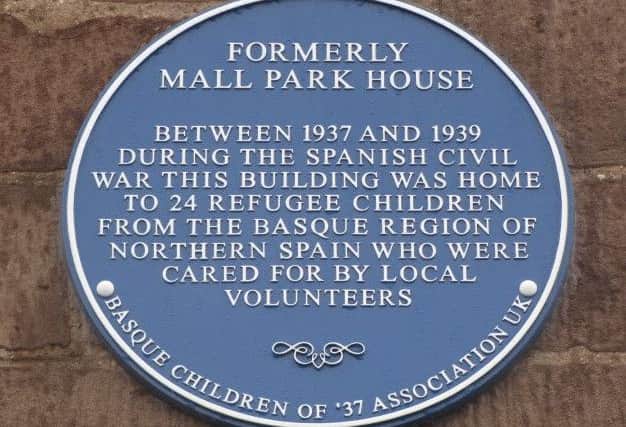 FORMERLY
MALL PARK HOUSE
BETWEEN 1937 AND 1939
DURING THE SPANISH CIVIL
WAR THIS BUILDING WAS HOME
TO 24 REFUGEE CHILDREN
FROM THE BASQUE REGION OF
NORTHERN SPAIN WHO WERE
CARED FOR BY LOCAL
VOLUNTEERS
BASQUE CHILDREN OF '37 ASSOCIATION UK